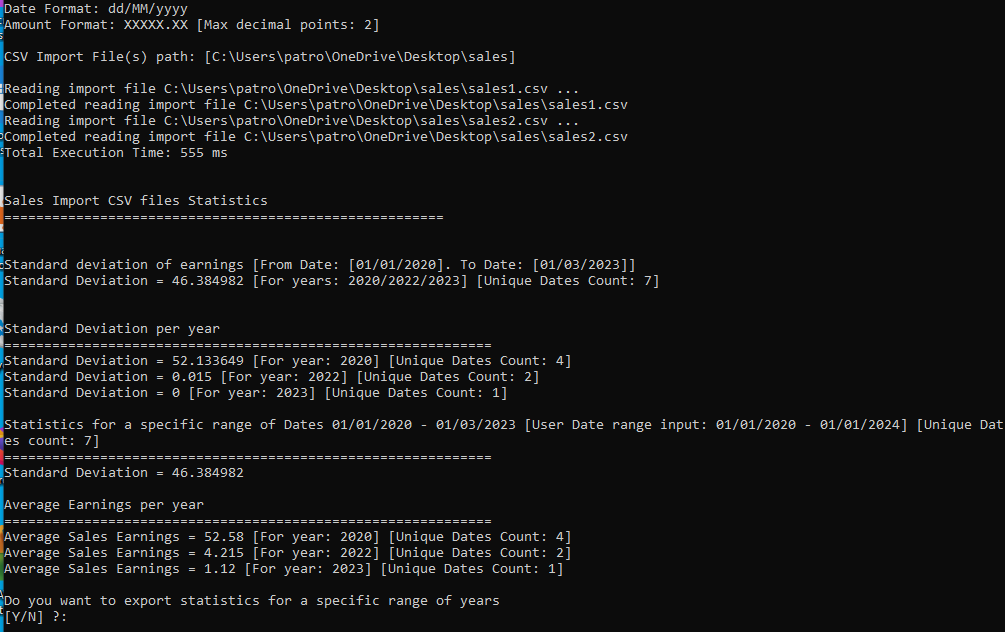 Date Format: dd/MM/yyyy
Amount Format: XXXXX.XX [Max decimal points: 2]
CSV Import File(s) path: [C:\Users\patro\OneDrive\Desktop\sales]
Reading import file C:\Users\patro\OneDrive\Desktop\sales\sales1.csv ...
Completed reading import file C:\Users\patro\OneDrive\Desktop\sales\sales1.csv
Reading import file C:\Users\patro\OneDrive\Desktop\sales\sales2.csv ...
Completed reading import file C:\Users\patro\OneDrive\Desktop\sales\sales2.csv
Total Execution Time: 555 ms
Sales Import CSV files Statistics
=======================================================
Standard deviation of earnings [From Date: [01/01/2020]. To Date: [01/03/2023]]
Standard Deviation = 46.384982 [For years: 2020/2022/2023] [Unique Dates Count: 7]
Standard Deviation per year
=============================================================
Standard Deviation = 52.133649 [For year: 2020] [Unique Dates Count: 4]
Standard Deviation = 0.015 [For year: 2022] [Unique Dates Count: 2]
Standard Deviation = 0 [For year: 2023] [Unique Dates Count: 1]
Statistics for a specific range of Dates 01/01/2020 - 01/03/2023 [User Date range input: 01/01/2020 - 01/01/2024] [Unique Dat
es count: 7]
=============================================================
Standard Deviation = 46.384982
Average Earnings per year
=============================================================
Average Sales Earnings = 52.58 [For year: 2020] [Unique Dates Count: 4]
Average Sales Earnings = 4.215 [For year: 2022] [Unique Dates Count: 2]
Average Sales Earnings = 1.12 [For year: 2023] [Unique Dates Count: 1]
Do you want to export statistics for a specific range of years
[Y/N] ?: